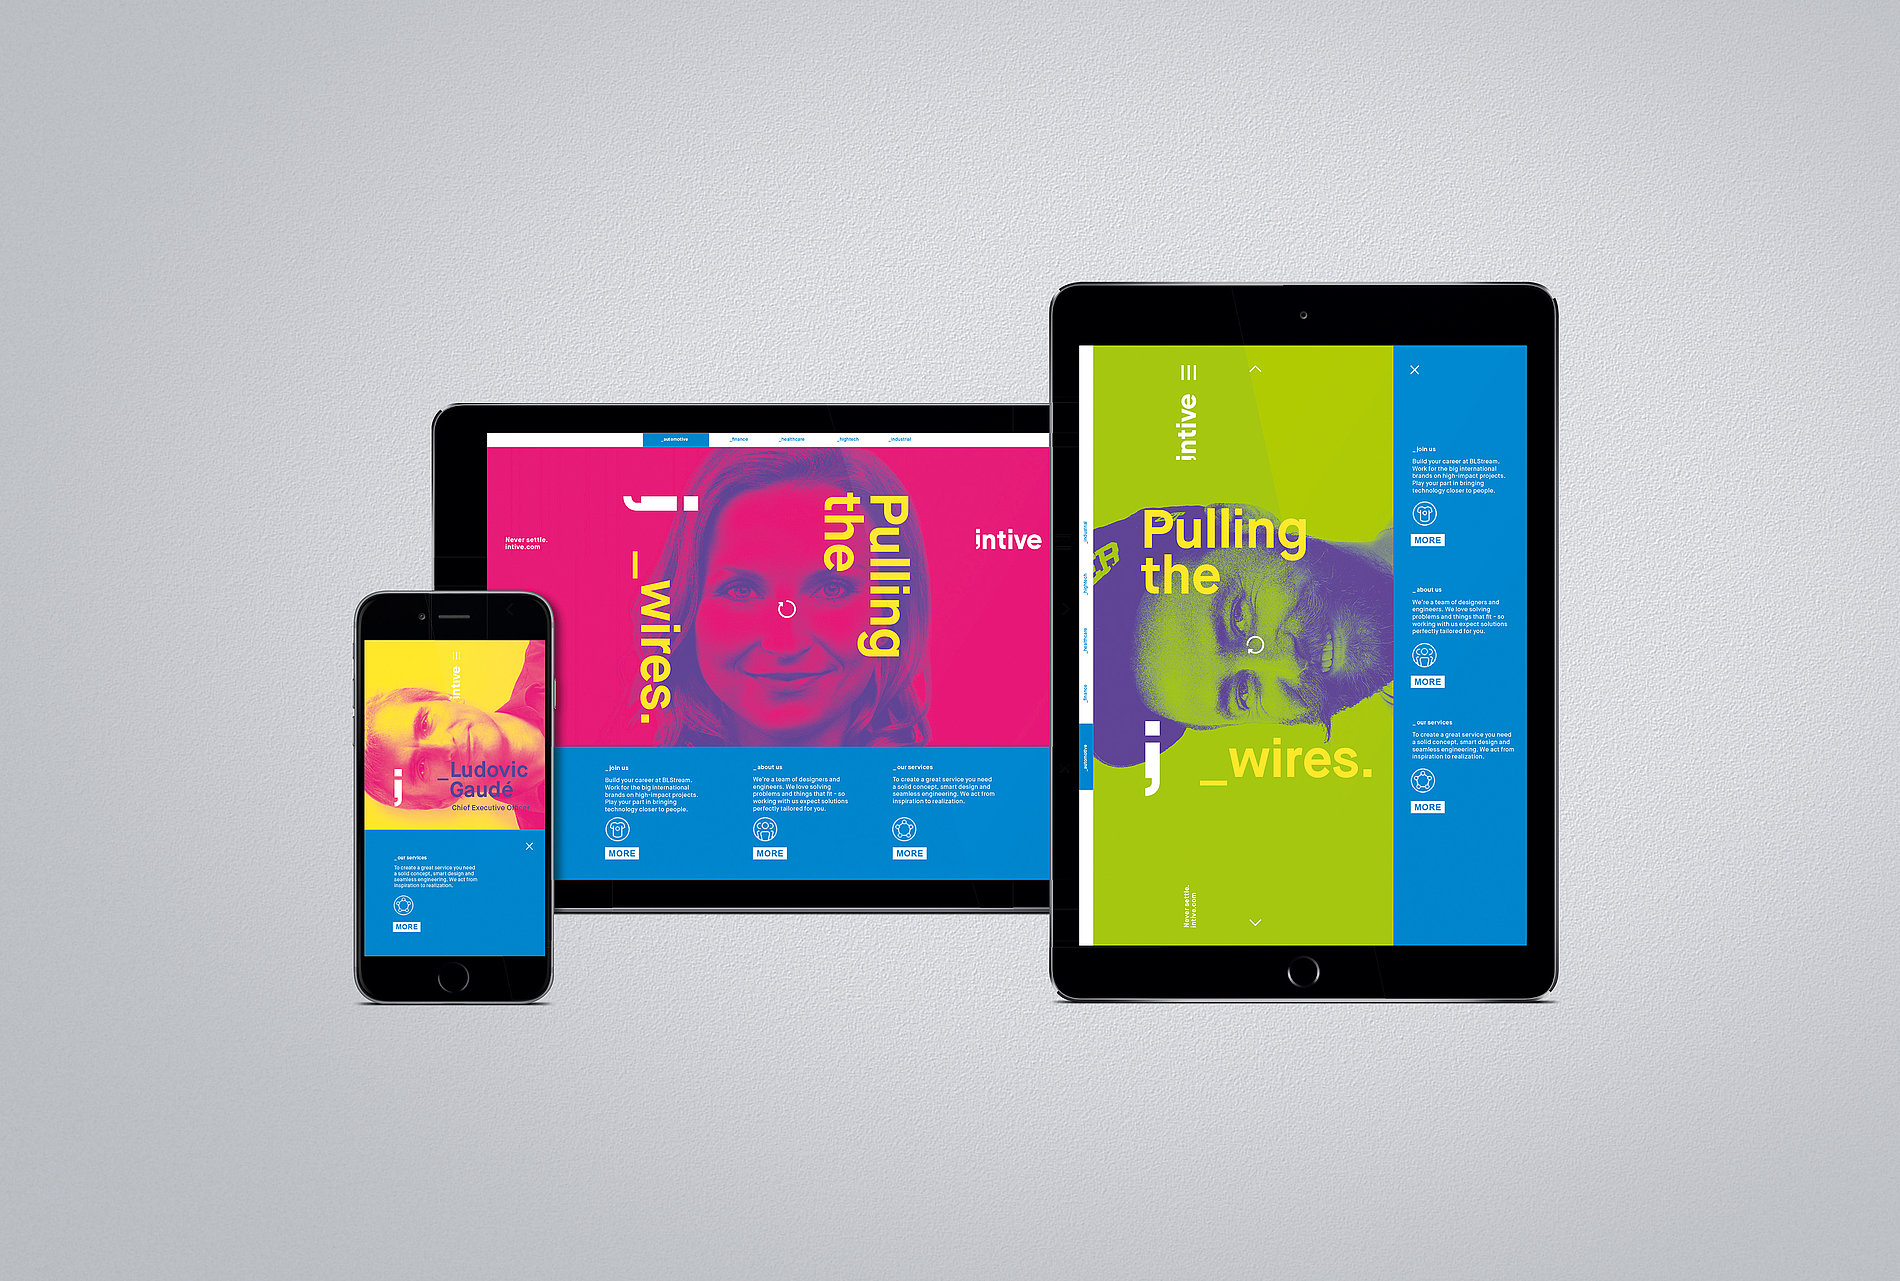 intive
_Ludovic
Gaudé
Chief Executive Officer
_our services
To create a great service you need
a solid concept, smart design and
seamless engineering. We act from
inspiration to realization.
MORE
_automotive
_finance
_healthcare
_hightech
_industrial
Never settle.
intive.com
Pulling
the
_wires.
intive
_join us
Build your career at BLStream.
Work for the big international
brands on high-impact projects.
Play your part in bringing
technology closer to people.
MORE
_about us
We're a team of designers and
engineers. We love solving
problems and things that fit - so
working with us expect solutions
perfectly tailored for you.
MORE
_our services
To create a great service you need
a solid concept, smart design and
seamless engineering. We act from
inspiration to realization.
MORE
_industrial
_hightech
_healthcare
_finance
_automotive
intive
Pulling
the
_wires.
Never settle.
intive.com
_join us
Build your career at BLStream.
Work for the big international
brands on high-impact projects.
Play your part in bringing
technology closer to people.
MORE
_about us
We're a team of designers and
engineers. We love solving
problems and things that fit - so
working with us expect solutions
perfectly tailored for you.
MORE
_our services
To create a great service you need
a solid concept, smart design and
seamless engineering. We act from
inspiration to realization.
MORE